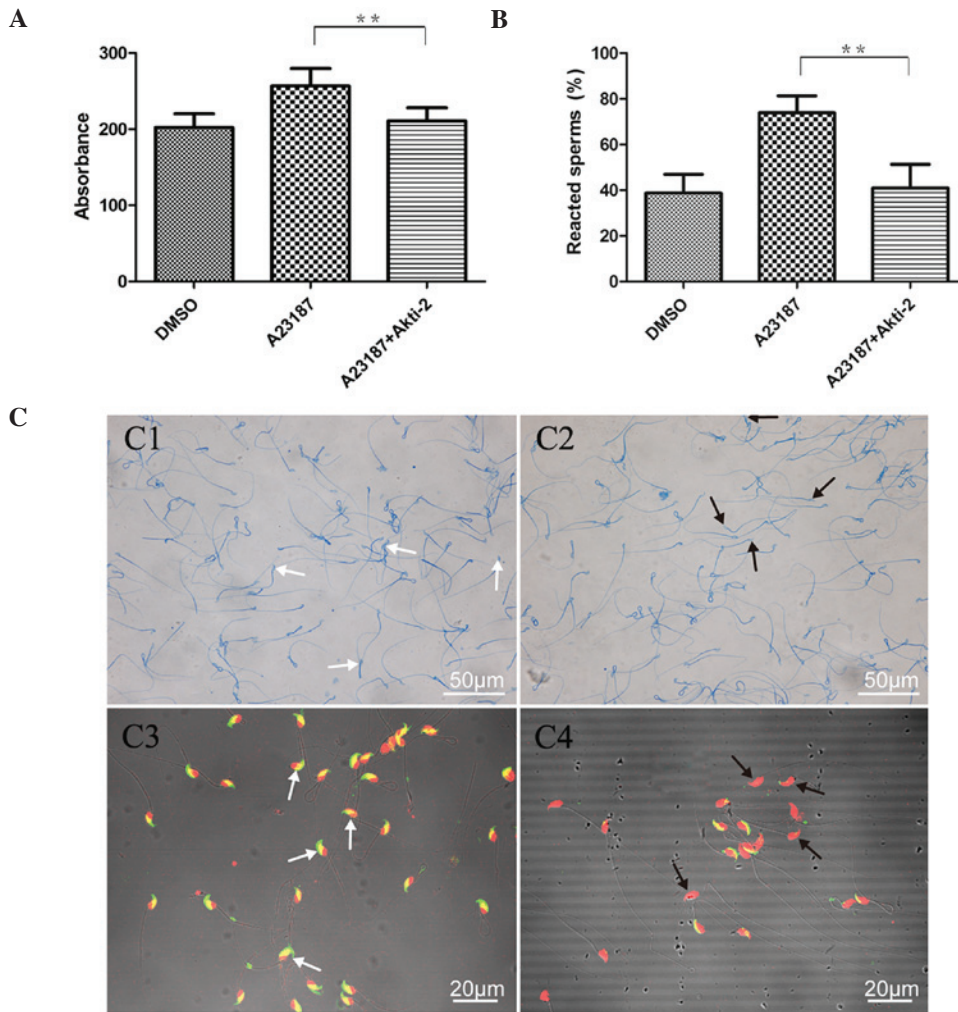 A
Absorbance
300
200
100
0
**
DMSO
A23187
A23187+Akti-2
B
Reacted sperms (%)
100
80
60
40
20
0
**
DMSO
A23187
A23187+Akti-2
C
C1
50μm
C2
50μm
C3
20μm
C4
20μm